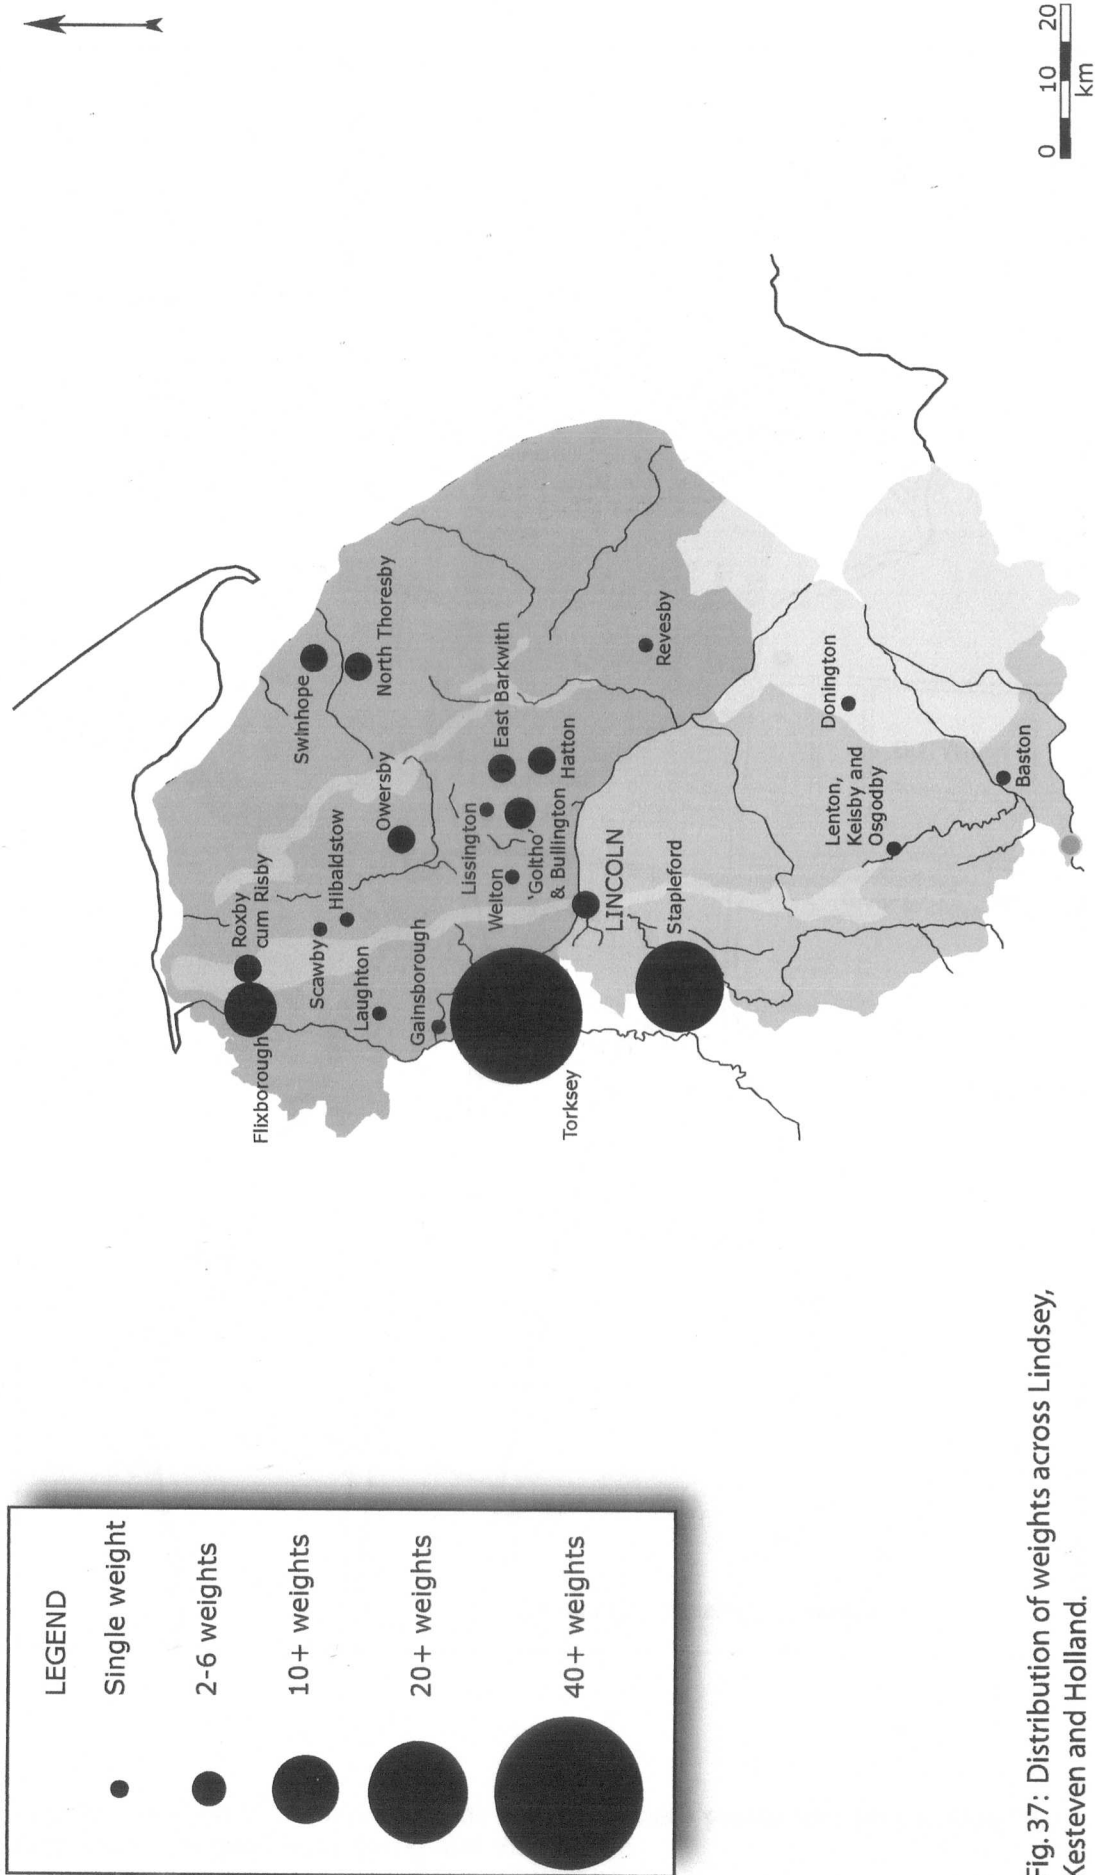 LEGEND
Single weight
2-6 weights
10+ weights
20+ weights
40+ weights
Flixborough
Roxby
cum Risby
Scawby
Hibaldstow
Laughton
Gainsborough
Swinhope
North Thoresby
Owersby
Lissington
East Barkwith
Welton
'Goltho'
& Bullington
Hatton
Torksey
LINCOLN
Stapleford
Revesby
Donington
Lenton,
Keisby and
Osgodby
Baston
0 10 20
km
Fig. 37: Distribution of weights across Lindsey,
Kesteven and Holland.